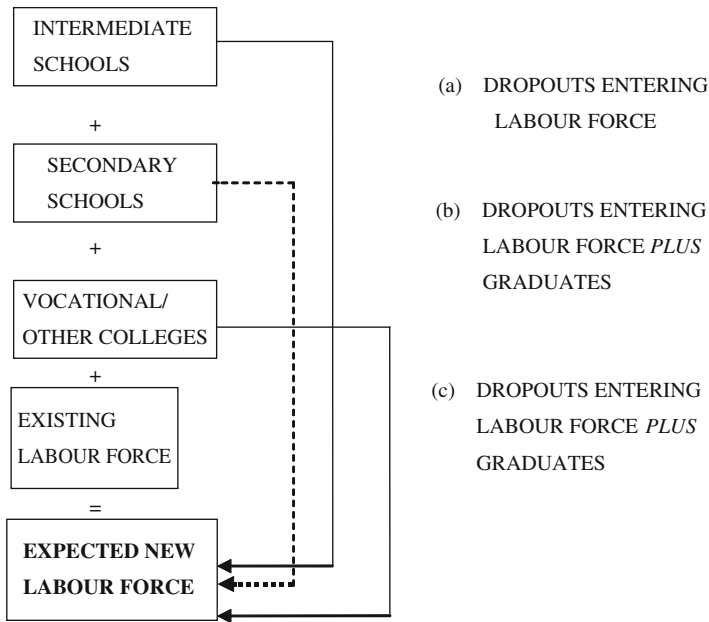 INTERMEDIATE
SCHOOLS
+
SECONDARY
SCHOOLS
+
VOCATIONAL/
OTHER COLLEGES
+
EXISTING
LABOUR FORCE
=
EXPECTED NEW
LABOUR FORCE
(a) DROPOUTS ENTERING
LABOUR FORCE
(b) DROPOUTS ENTERING
LABOUR FORCE PLUS
GRADUATES
(c) DROPOUTS ENTERING
LABOUR FORCE PLUS
GRADUATES